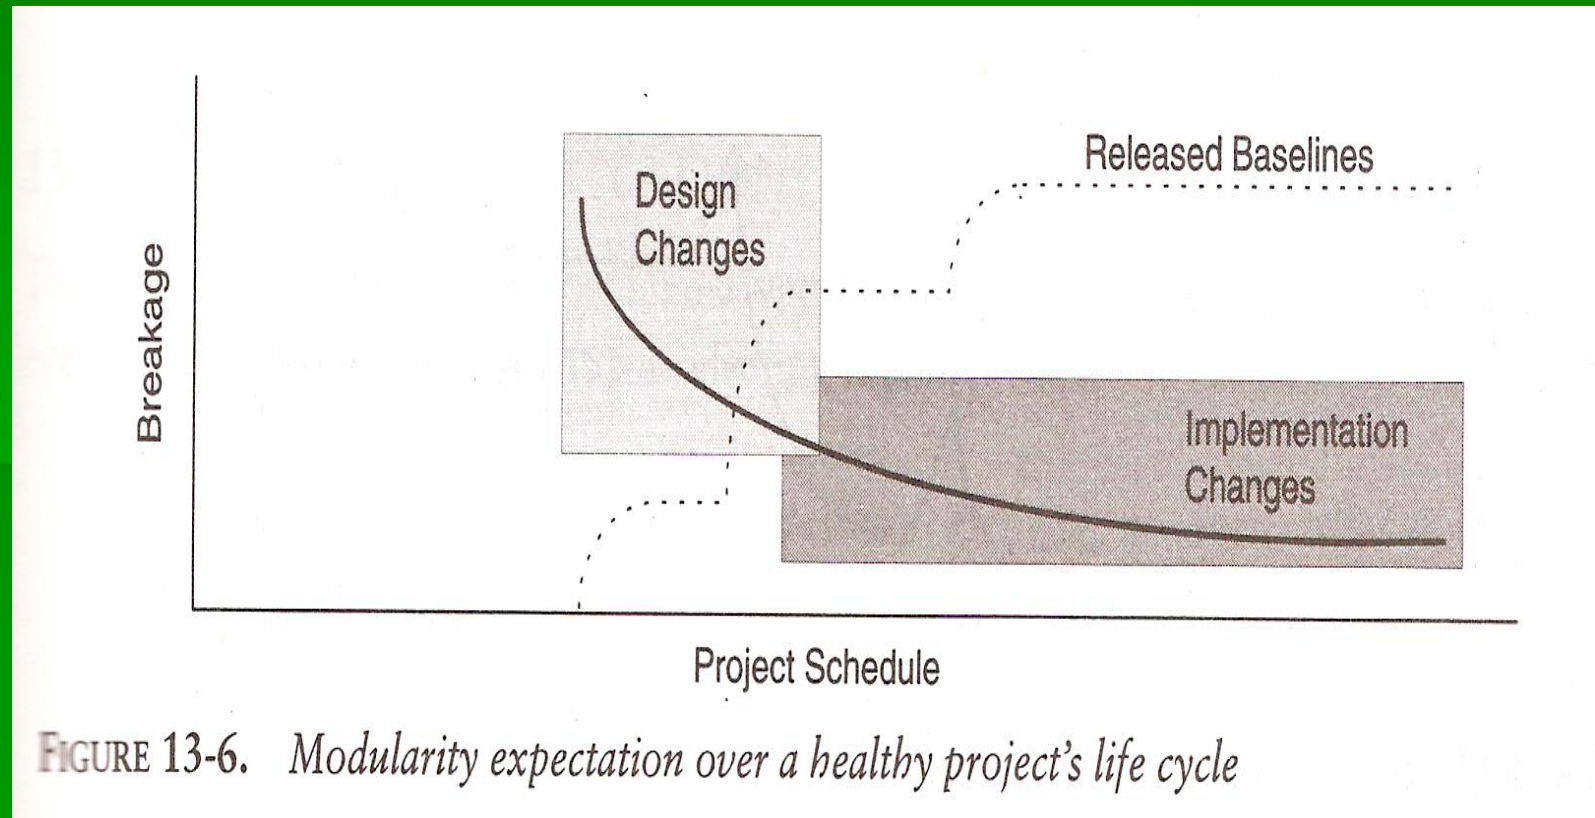 Released Baselines
Design
Changes
Breakage
Implementation
Changes
Project Schedule
FIGURE 13-6. Modularity expectation over a healthy project's life cycle